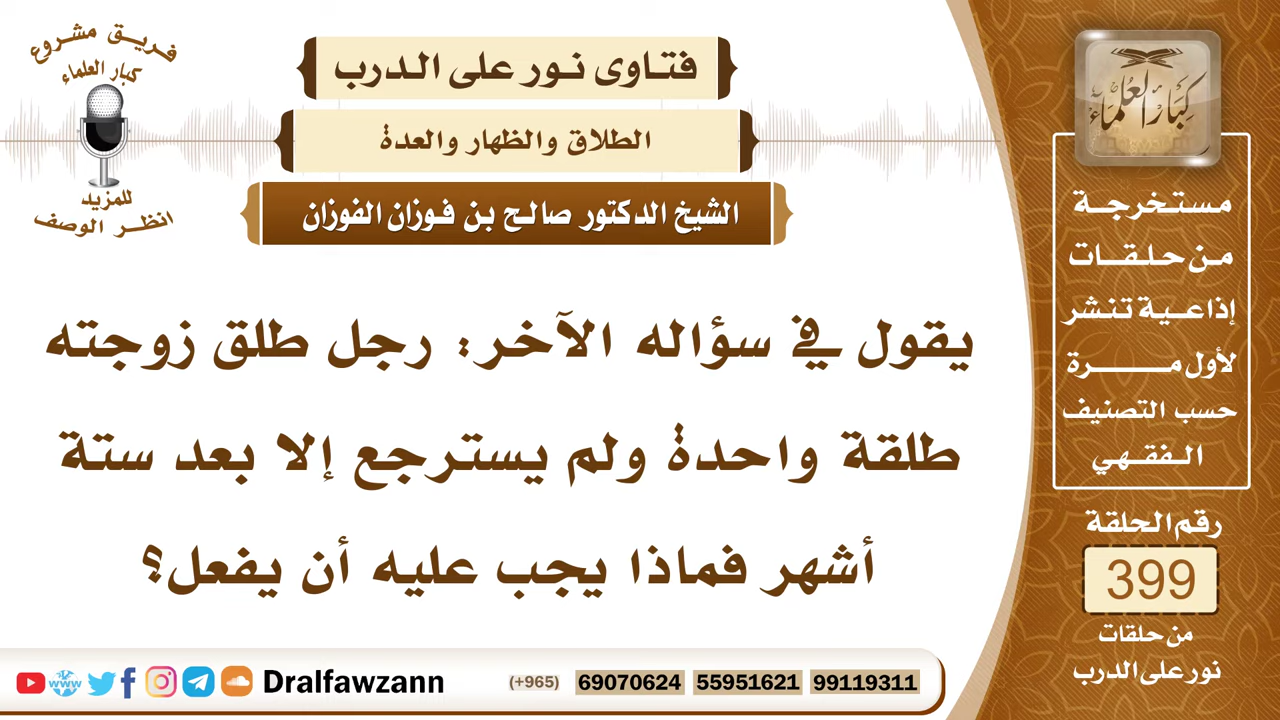 فريق مشروع
كبار العلماء
للمزيد
انظر الوصف
فتاوى نور على الدرب
الطلاق والظهار والعدة
الشيخ الدكتور صالح بن فوزان الفوزان
يقول في سؤاله الآخر: رجل طلق زوجته
طلقة واحدة ولم يسترجع إلا بعد ستة
أشهر فماذا يجب عليه أن يفعل؟
كبار العلماء
مستخرجة
من حلقات
إذاعية تنشر
لأول مرة
حسب التصنيف
الفقهي
رقم الحلقة
399
من حلقات
نور على الدرب
www Dralfawzann (+965) 69070624 55951621 99119311